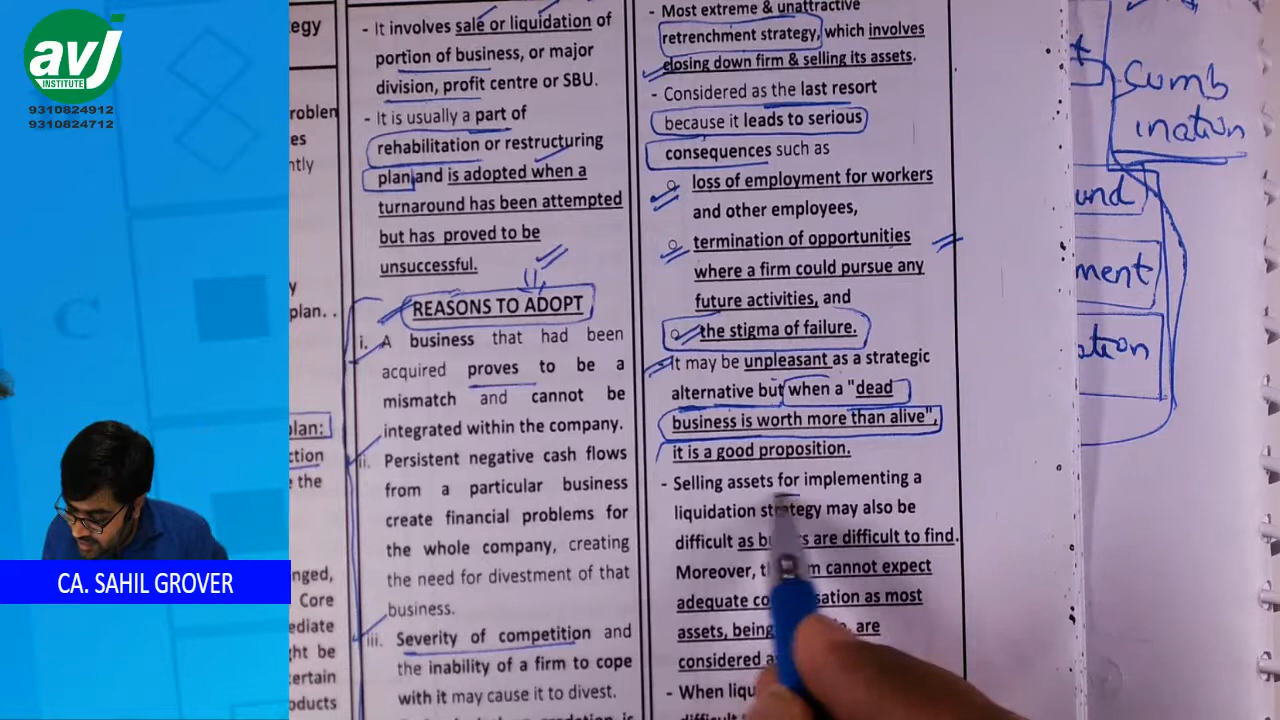 avj
INSTITUTE
9310824912
9310824712
CA. SAHIL GROVER
egy
roblem
es
ntly
y
plan. .
plan:
ction
e the
nged,
Core
ediate
ght be
ertain
oducts
- It involves sale or liquidation of
portion of business, or major
division, profit centre or SBU.
- It is usually a part of
rehabilitation or restructuring
plan and is adopted when a
turnaround has been attempted
but has proved to be
unsuccessful.
REASONS TO ADOPT
i. A business that had been
acquired proves to be a
mismatch and cannot be
integrated within the company.
ii. Persistent negative cash flows
from a particular business
create financial problems for
the whole company, creating
the need for divestment of that
business.
iii. Severity of competition and
the inability of a firm to cope
with it may cause it to divest.
- Most extreme & unattractive
retrenchment strategy, which involves
closing down firm & selling its assets.
- Considered as the last resort
because it leads to serious
consequences such as
o loss of employment for workers
and other employees,
o termination of opportunities
where a firm could pursue any
future activities, and
o the stigma of failure.
- It may be unpleasant as a strategic
alternative but when a "dead
business is worth more than alive",
it is a good proposition.
- Selling assets for implementing a
liquidation strategy may also be
difficult as are difficult to find.
Moreover, cannot expect
adequate as most
assets, being are
considered
- When
Sumb
ination
und
ment
ation